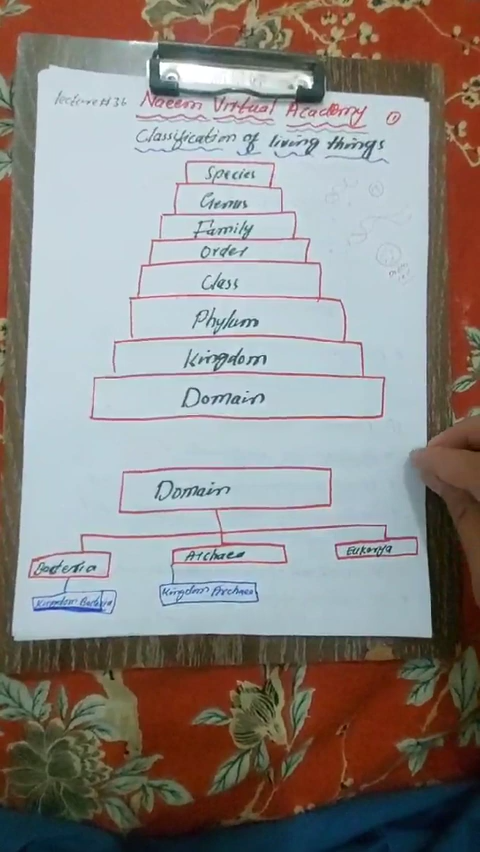 Lecture # 36 Naeem Virtual Academy 1
Classification of living things
Species
Genus
Family
Order
Class
Phylum
Kingdom
Domain
Domain
Bacteria Archaea Eukarya
Kingdom Bacteria Kingdom Archaea